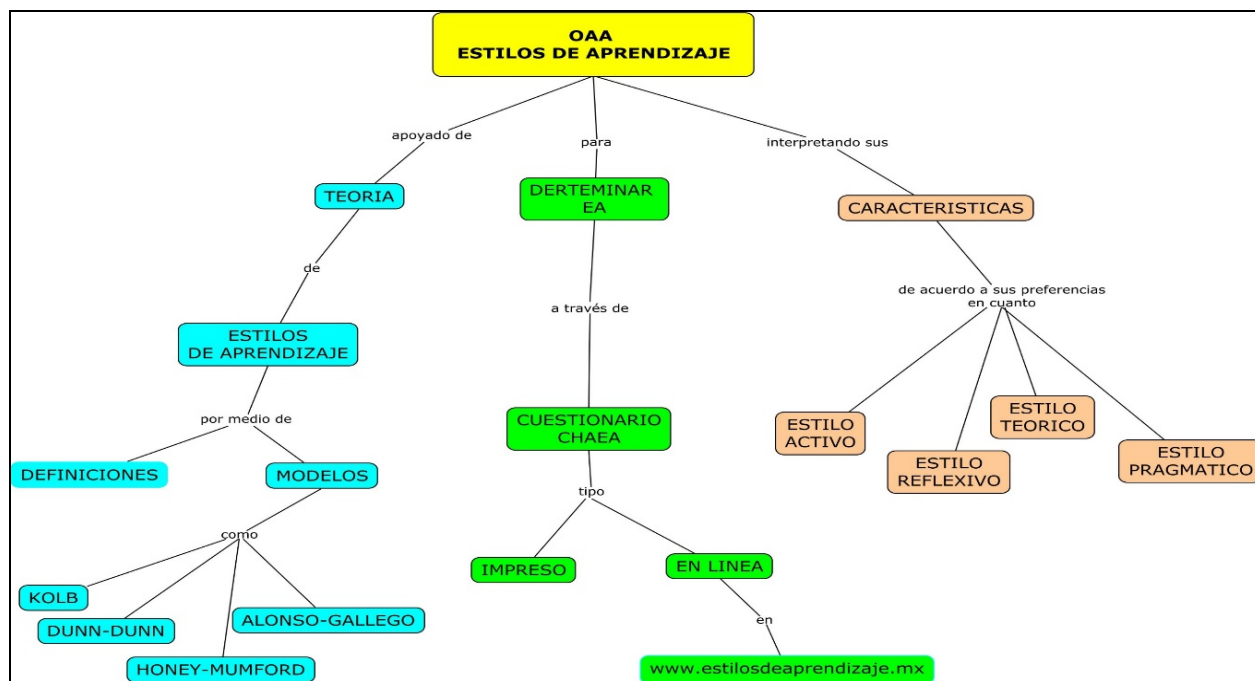 OAA
ESTILOS DE APRENDIZAJE
apoyado de
para
interpretando sus
TEORIA
DERTEMINAR
EA
CARACTERISTICAS
de
a través de
de acuerdo a sus preferencias
en cuanto
ESTILOS
DE APRENDIZAJE
por medio de
CUESTIONARIO
CHAEA
ESTILO
ACTIVO
ESTILO
REFLEXIVO
ESTILO
TEORICO
ESTILO
PRAGMATICO
DEFINICIONES
MODELOS
tipo
como
IMPRESO
EN LINEA
KOLB
DUNN-DUNN
HONEY-MUMFORD
ALONSO-GALLEGO
en
www.estilosdeaprendizaje.mx